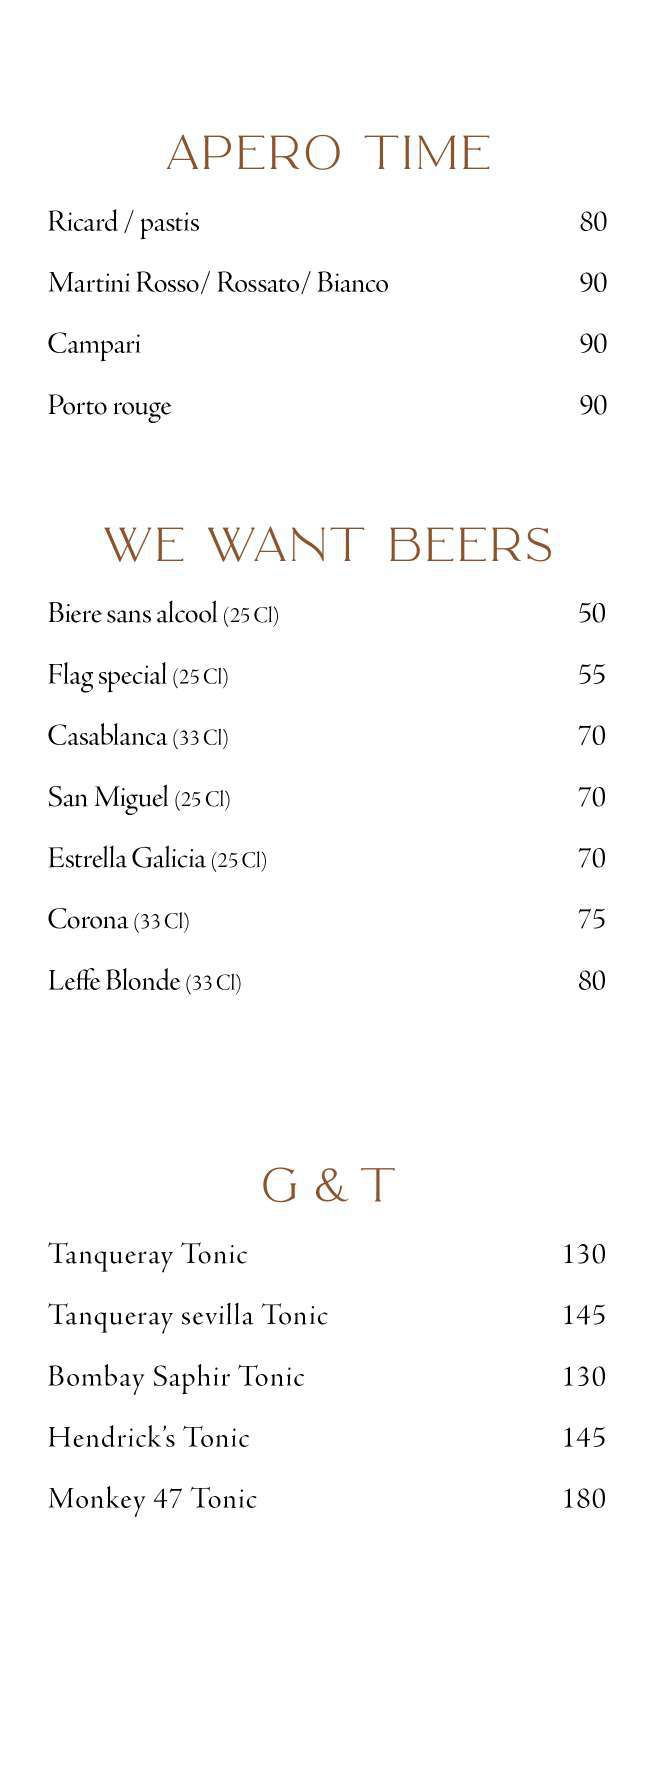 APERO TIME
Ricard / pastis 80
Martini Rosso/ Rossato/ Bianco 90
Campari 90
Porto rouge 90
WE WANT BEERS
Biere sans alcool (25 Cl) 50
Flag special (25 Cl) 55
Casablanca (33 Cl) 70
San Miguel (25 Cl) 70
Estrella Galicia (25 Cl) 70
Corona (33 Cl) 75
Leffe Blonde (33 Cl) 80
G & T
Tanqueray Tonic 130
Tanqueray sevilla Tonic 145
Bombay Saphir Tonic 130
Hendrick's Tonic 145
Monkey 47 Tonic 180